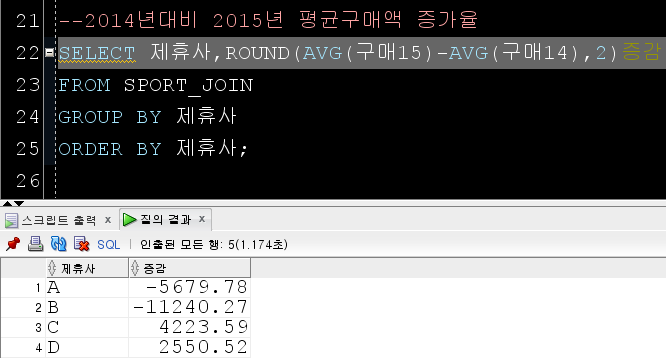 21 --2014년대비 2015년 평균구매액 증가율
22 SELECT 제휴사,ROUND(AVG(구매15)-AVG(구매14),2)증감
23 FROM SPORT_JOIN
24 GROUP BY 제휴사
25 ORDER BY 제휴사;
26
스크립트 출력 x 질의 결과 x
SQL | 인출된 모든 행: 5(1.174초)
제휴사 증감
1 A -5679.78
2 B -11240.27
3 C 4223.59
4 D 2550.52